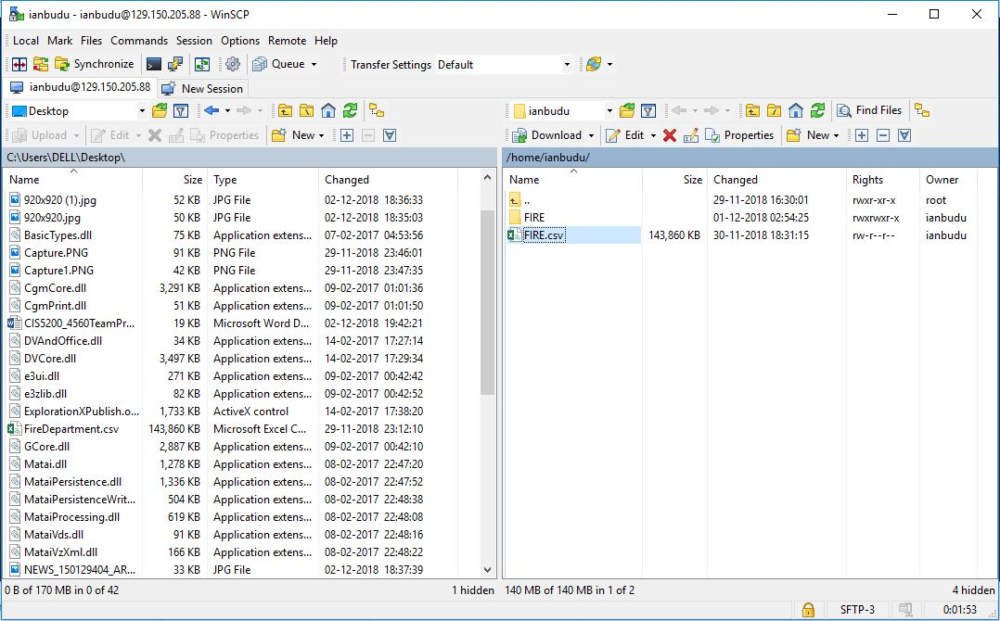 ianbudu - ianbudu@129.150.205.88 - WinSCP
Local Mark Files Commands Session Options Remote Help
Synchronize Queue Transfer Settings Default
ianbudu@129.150.205.88 New Session
Desktop
Upload Edit Properties New
C:\Users\DELL\Desktop\
Name Size Type Changed
920x920 (1).jpg 52 KB JPG File 02-12-2018 18:36:33
920x920.jpg 50 KB JPG File 02-12-2018 18:35:03
BasicTypes.dll 75 KB Application extens... 07-02-2017 04:53:56
Capture.PNG 91 KB PNG File 29-11-2018 23:46:01
Capture1.PNG 42 KB PNG File 29-11-2018 23:47:35
CgmCore.dll 3,291 KB Application extens... 09-02-2017 01:01:36
CgmPrint.dll 51 KB Application extens... 09-02-2017 01:01:50
CIS5200_4560TeamPr... 19 KB Microsoft Word D... 02-12-2018 19:42:21
DVAndOffice.dll 34 KB Application extens... 14-02-2017 17:27:14
DVCore.dll 3,497 KB Application extens... 14-02-2017 17:29:34
e3ui.dll 271 KB Application extens... 09-02-2017 00:42:42
e3zlib.dll 82 KB Application extens... 09-02-2017 00:42:52
ExplorationXPublish.o... 1,733 KB ActiveX control 14-02-2017 17:38:20
FireDepartment.csv 143,860 KB Microsoft Excel C... 29-11-2018 23:12:10
GCore.dll 2,887 KB Application extens... 09-02-2017 00:42:10
Matai.dll 1,278 KB Application extens... 08-02-2017 22:47:20
MataiPersistence.dll 1,336 KB Application extens... 08-02-2017 22:47:52
MataiPersistenceWrit... 504 KB Application extens... 08-02-2017 22:48:38
MataiProcessing.dll 619 KB Application extens... 08-02-2017 22:48:08
MataiVds.dll 91 KB Application extens... 08-02-2017 22:48:16
MataiVzXml.dll 166 KB Application extens... 08-02-2017 22:48:22
NEWS_150129404_AR... 33 KB JPG File 02-12-2018 18:37:39
0 B of 170 MB in 0 of 42 1 hidden
ianbudu Find Files
Download Edit Properties New
/home/ianbudu/
Name Size Changed Rights Owner
.. 29-11-2018 16:30:01 rwxr-xr-x root
FIRE 01-12-2018 02:54:25 rwxrwxr-x ianbudu
FIRE.csv 143,860 KB 30-11-2018 18:31:15 rw-r--r-- ianbudu
140 MB of 140 MB in 1 of 2 4 hidden
SFTP-3 0:01:53